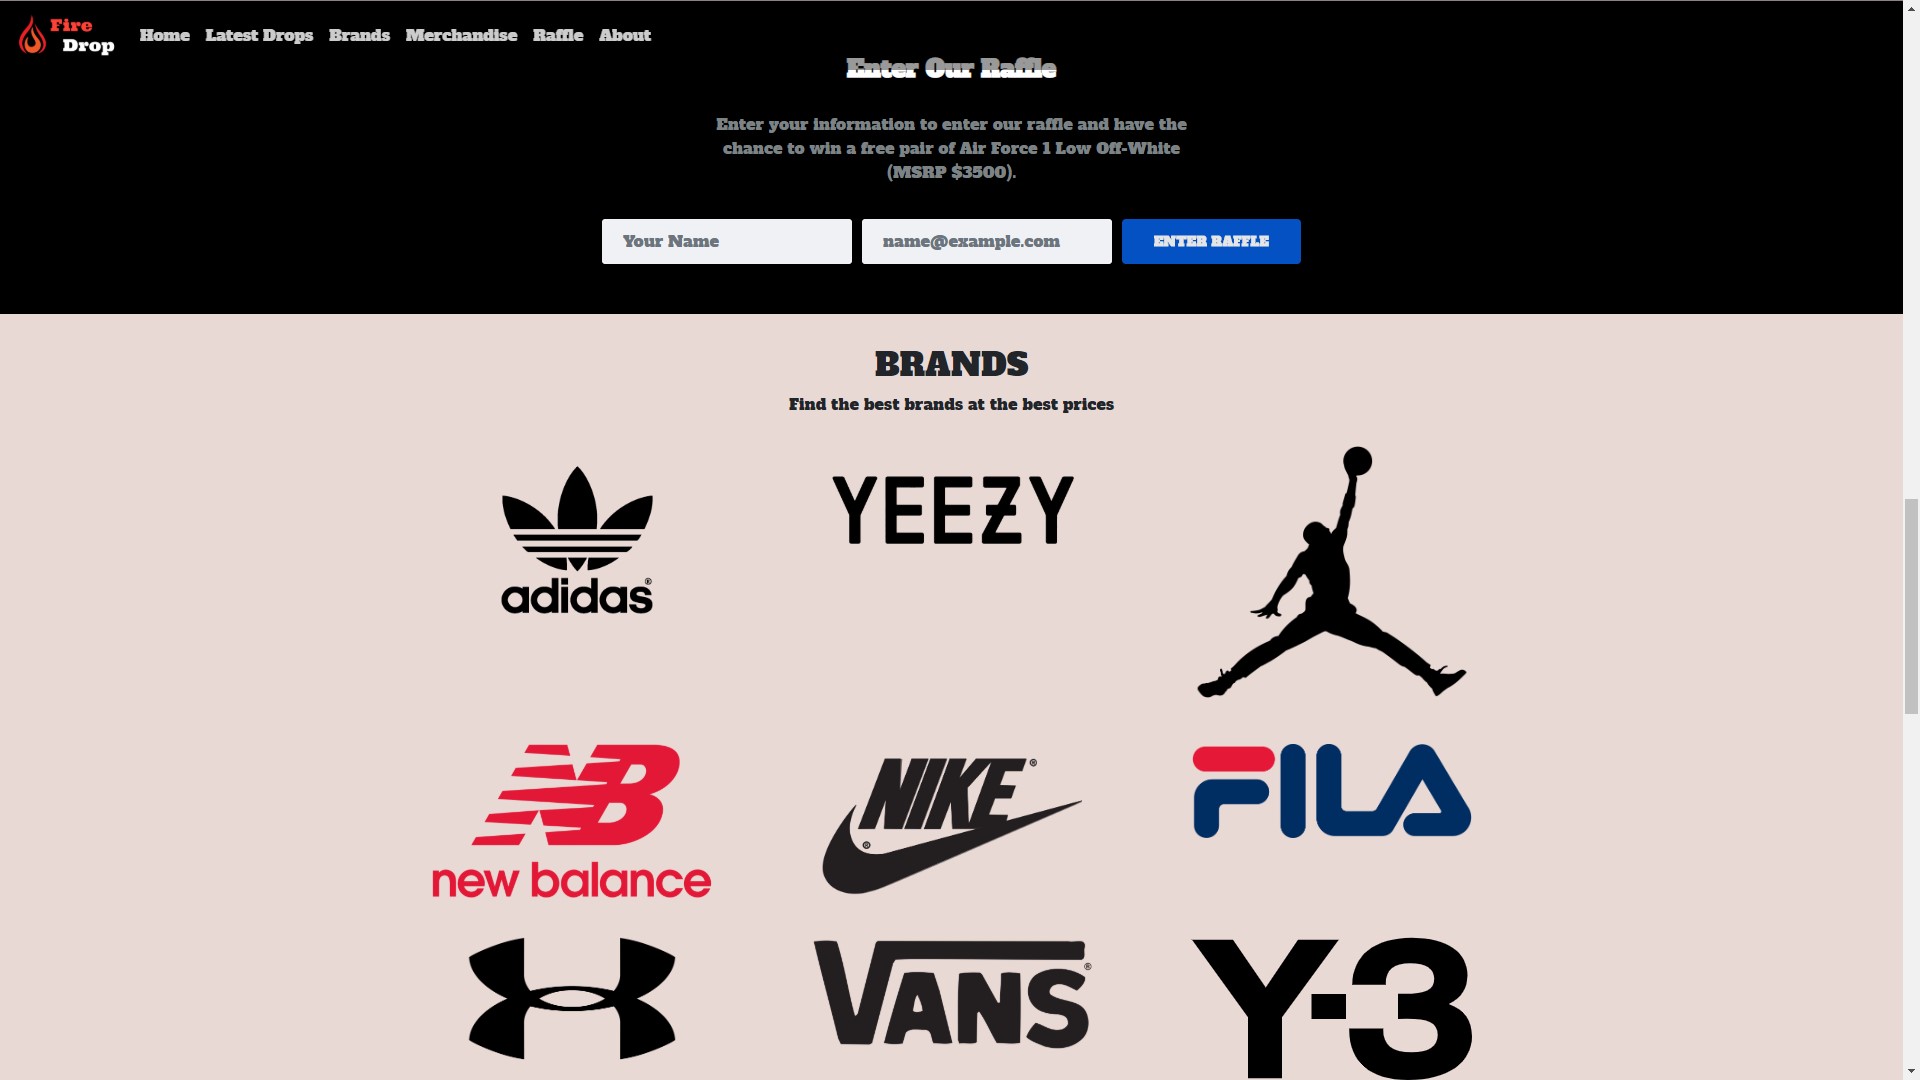 Fire
Drop
Home Latest Drops Brands Merchandise Raffle About
Enter Our Raffle
Enter your information to enter our raffle and have the
chance to win a free pair of Air Force 1 Low Off-White
(MSRP $3500).
Your Name name@example.com ENTER RAFFLE
BRANDS
Find the best brands at the best prices
adidas®
YEEZY
NB
new balance
NIKE®
®
FILA
VANS®
Y-3